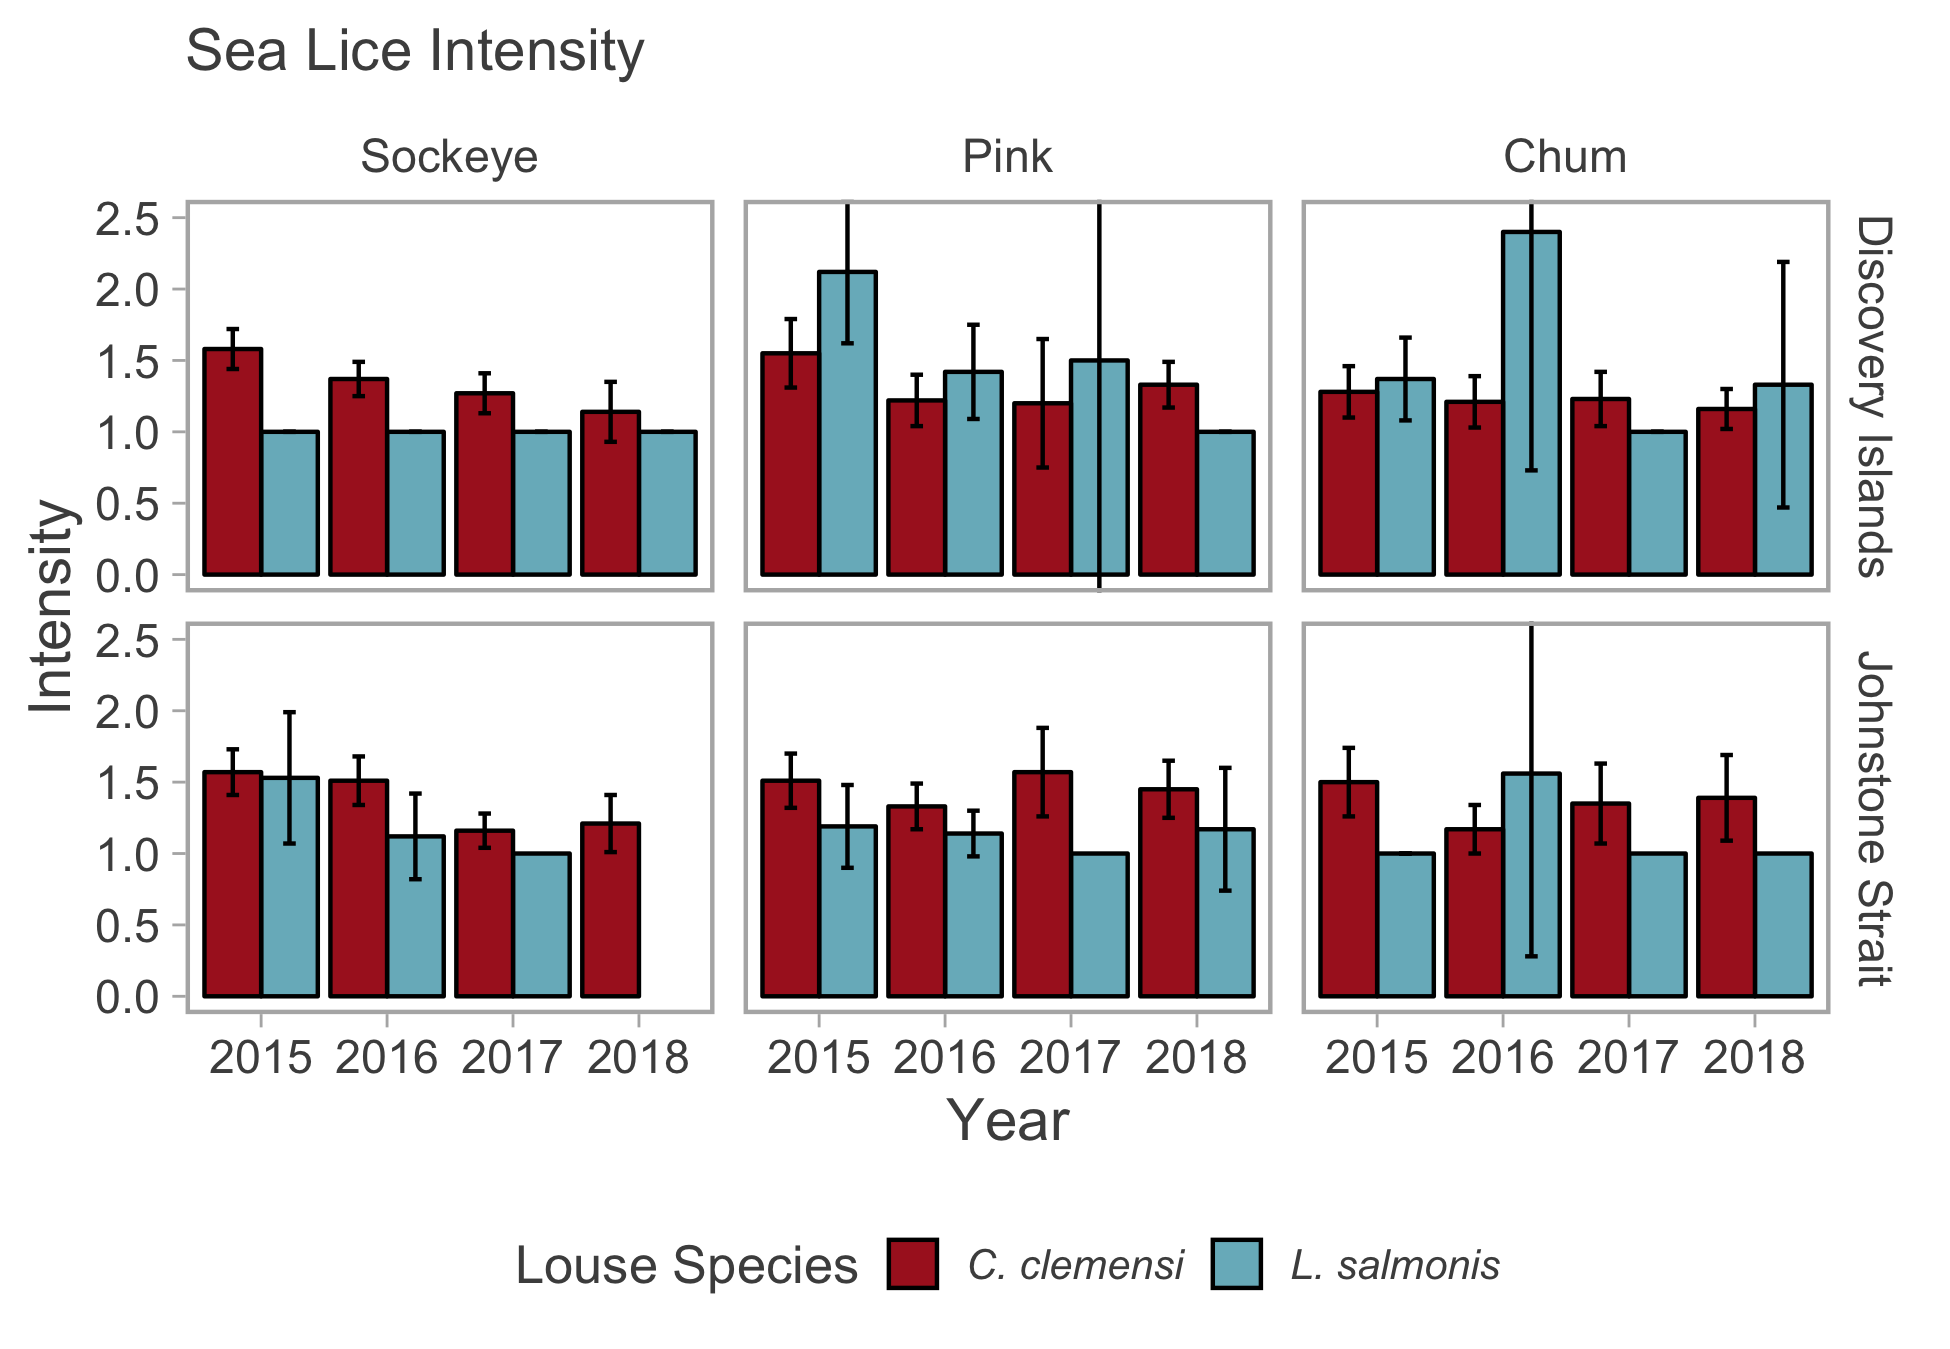 Sea Lice Intensity
Sockeye Pink Chum
2.5
2.0
1.5
1.0
0.5
0.0
Discovery Islands
Intensity
2.5
2.0
1.5
1.0
0.5
0.0
Johnstone Strait
2015 2016 2017 2018 2015 2016 2017 2018 2015 2016 2017 2018
Year
Louse Species C. clemensi L. salmonis